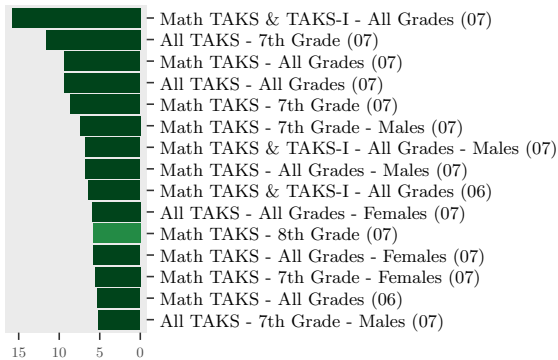 Math TAKS & TAKS-I - All Grades (07)
All TAKS - 7th Grade (07)
Math TAKS - All Grades (07)
All TAKS - All Grades (07)
Math TAKS - 7th Grade (07)
Math TAKS - 7th Grade - Males (07)
Math TAKS & TAKS-I - All Grades - Males (07)
Math TAKS - All Grades - Males (07)
Math TAKS & TAKS-I - All Grades (06)
All TAKS - All Grades - Females (07)
Math TAKS - 8th Grade (07)
Math TAKS - All Grades - Females (07)
Math TAKS - 7th Grade - Females (07)
Math TAKS - All Grades (06)
All TAKS - 7th Grade - Males (07)
15 10 5 0